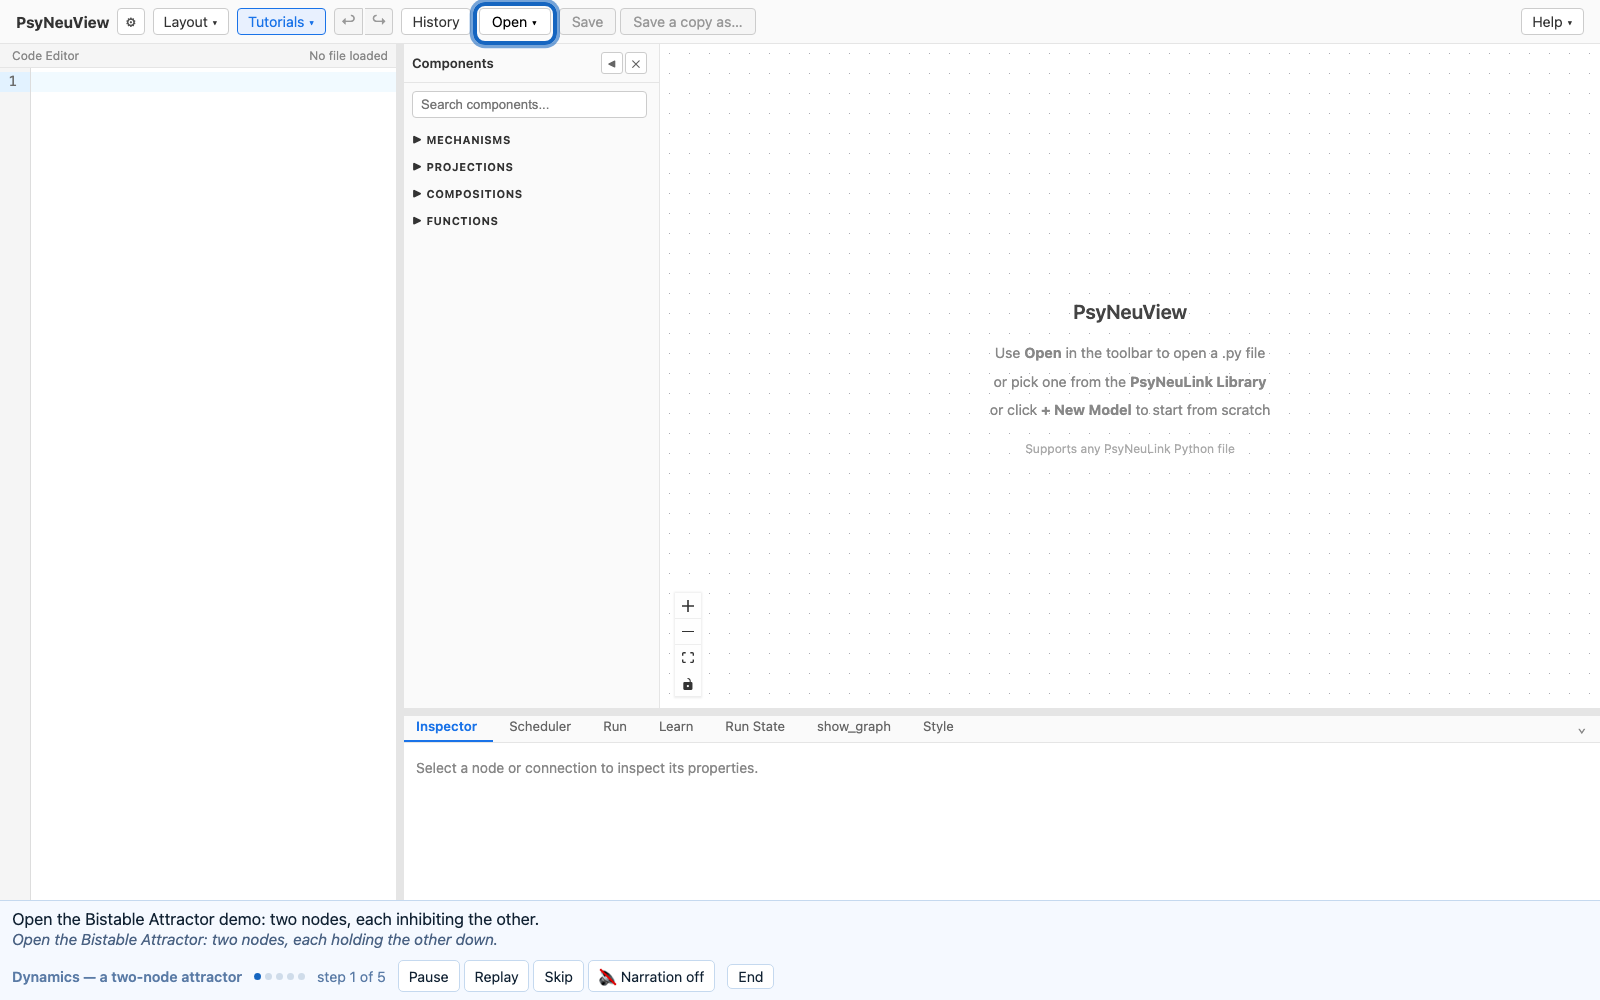 PsyNeuView
Layout ▾
Tutorials ▾
History
Open ▾
Save
Save a copy as...
Help ▾
Code Editor
No file loaded
1
Components
Search components...
MECHANISMS
PROJECTIONS
COMPOSITIONS
FUNCTIONS
PsyNeuView
Use Open in the toolbar to open a .py file
or pick one from the PsyNeuLink Library
or click + New Model to start from scratch
Supports any PsyNeuLink Python file
Inspector
Scheduler
Run
Learn
Run State
show_graph
Style
Select a node or connection to inspect its properties.
Open the Bistable Attractor demo: two nodes, each inhibiting the other.
Open the Bistable Attractor: two nodes, each holding the other down.
Dynamics — a two-node attractor
step 1 of 5
Pause
Replay
Skip
Narration off
End